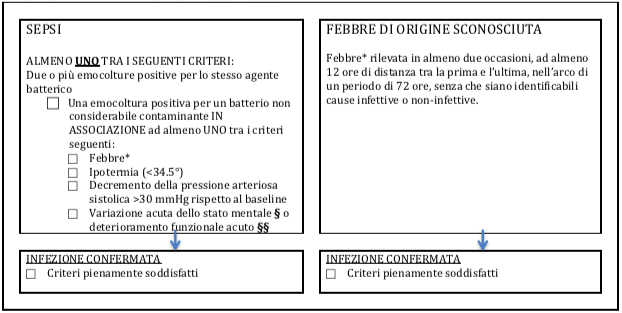 SEPSI
ALMENO UNO TRA I SEGUENTI CRITERI:
Due o più emocolture positive per lo stesso agente
batterico
Una emocoltura positiva per un batterio non
considerabile contaminante IN
ASSOCIAZIONE ad almeno UNO tra i criteri
seguenti:
Febbre*
Ipotermia (<34.5°)
Decremento della pressione arteriosa
sistolica >30 mmHg rispetto al baseline
Variazione acuta dello stato mentale § o
deterioramento funzionale acuto §§
INFEZIONE CONFERMATA
Criteri pienamente soddisfatti
FEBBRE DI ORIGINE SCONOSCIUTA
Febbre* rilevata in almeno due occasioni, ad almeno
12 ore di distanza tra la prima e l'ultima, nell'arco di
un periodo di 72 ore, senza che siano identificabili
cause infettive o non-infettive.
INFEZIONE CONFERMATA
Criteri pienamente soddisfatti